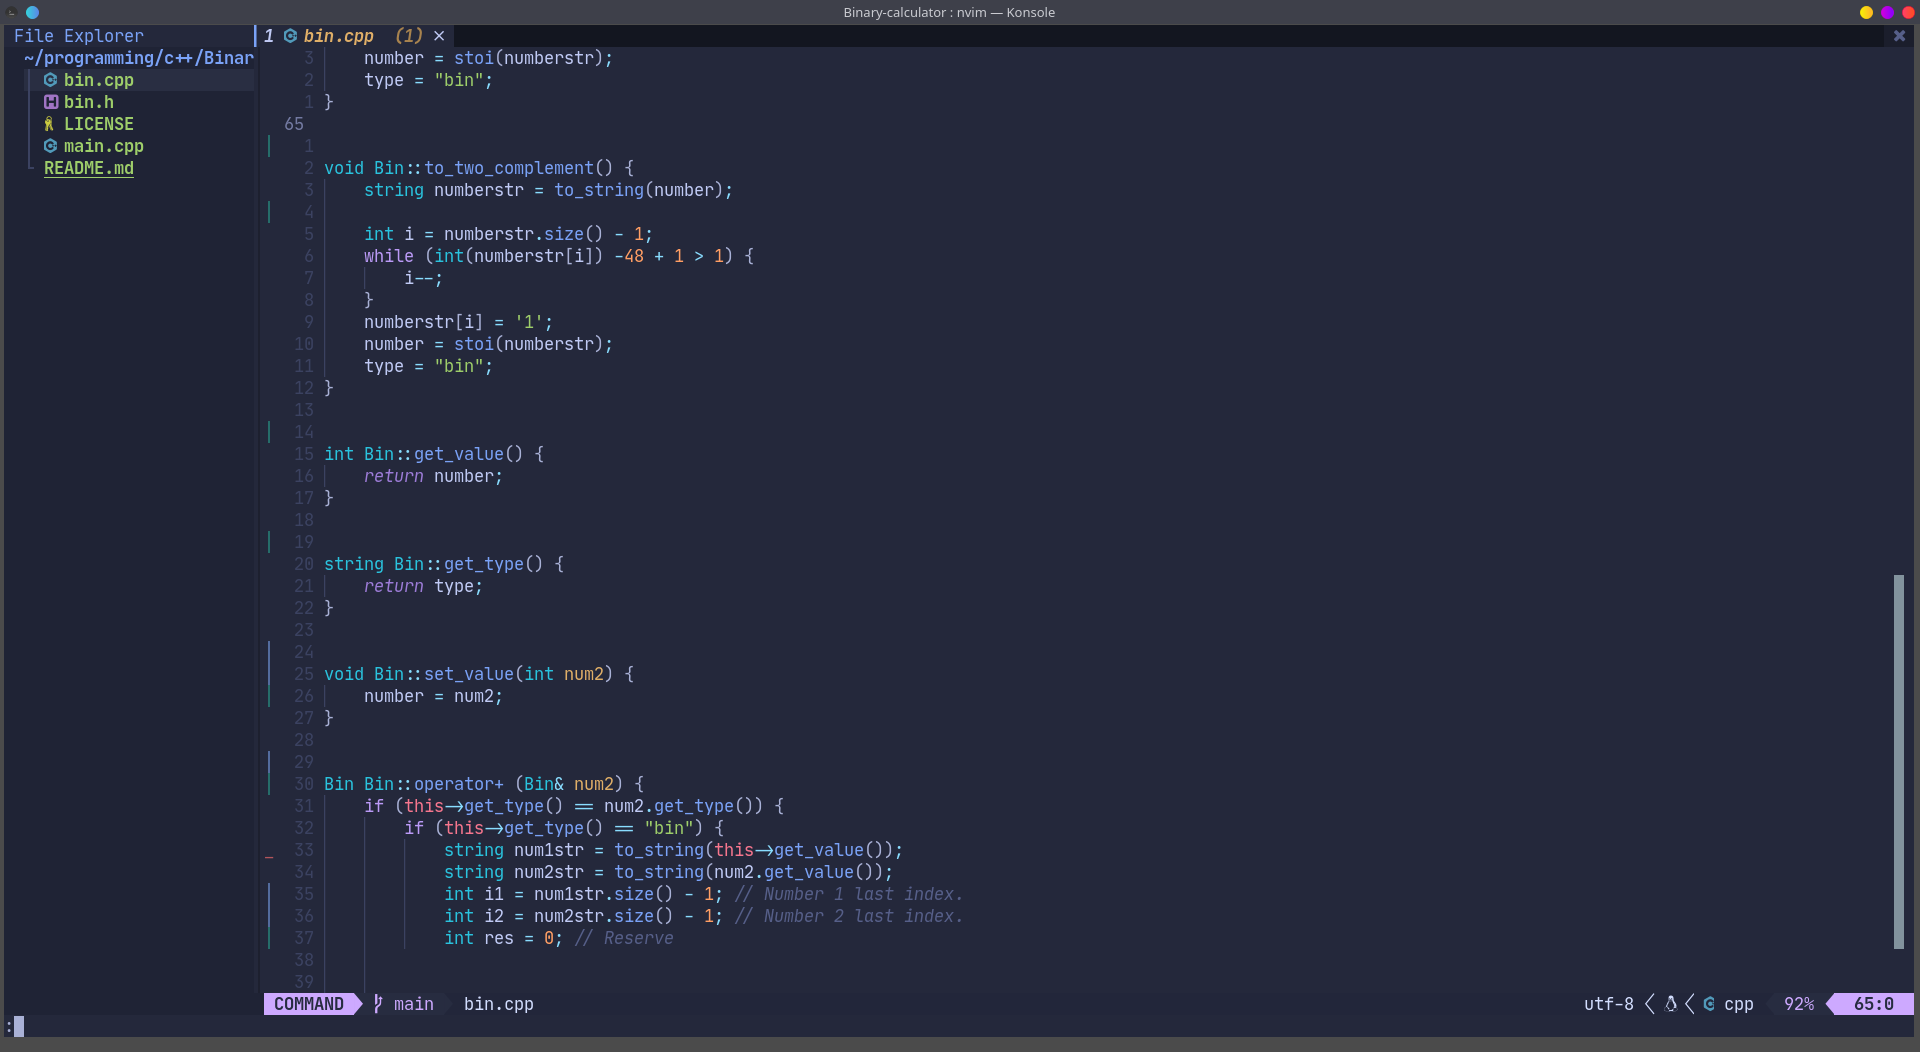 Binary-calculator : nvim — Konsole
File Explorer
~/programming/c++/Binar
bin.cpp
bin.h
LICENSE
main.cpp
README.md
1 bin.cpp (1) ×
3 number = stoi(numberstr);
2 type = "bin";
1 }
65
1
2 void Bin::to_two_complement() {
3 string numberstr = to_string(number);
4
5 int i = numberstr.size() - 1;
6 while (int(numberstr[i]) -48 + 1 > 1) {
7 i--;
8 }
9 numberstr[i] = '1';
10 number = stoi(numberstr);
11 type = "bin";
12 }
13
14
15 int Bin::get_value() {
16 return number;
17 }
18
19
20 string Bin::get_type() {
21 return type;
22 }
23
24
25 void Bin::set_value(int num2) {
26 number = num2;
27 }
28
29
30 Bin Bin::operator+ (Bin& num2) {
31 if (this->get_type() == num2.get_type()) {
32 if (this->get_type() == "bin") {
33 string num1str = to_string(this->get_value());
34 string num2str = to_string(num2.get_value());
35 int i1 = num1str.size() - 1; // Number 1 last index.
36 int i2 = num2str.size() - 1; // Number 2 last index.
37 int res = 0; // Reserve
38
39
COMMAND main bin.cpp utf-8 cpp 92% 65:0
: